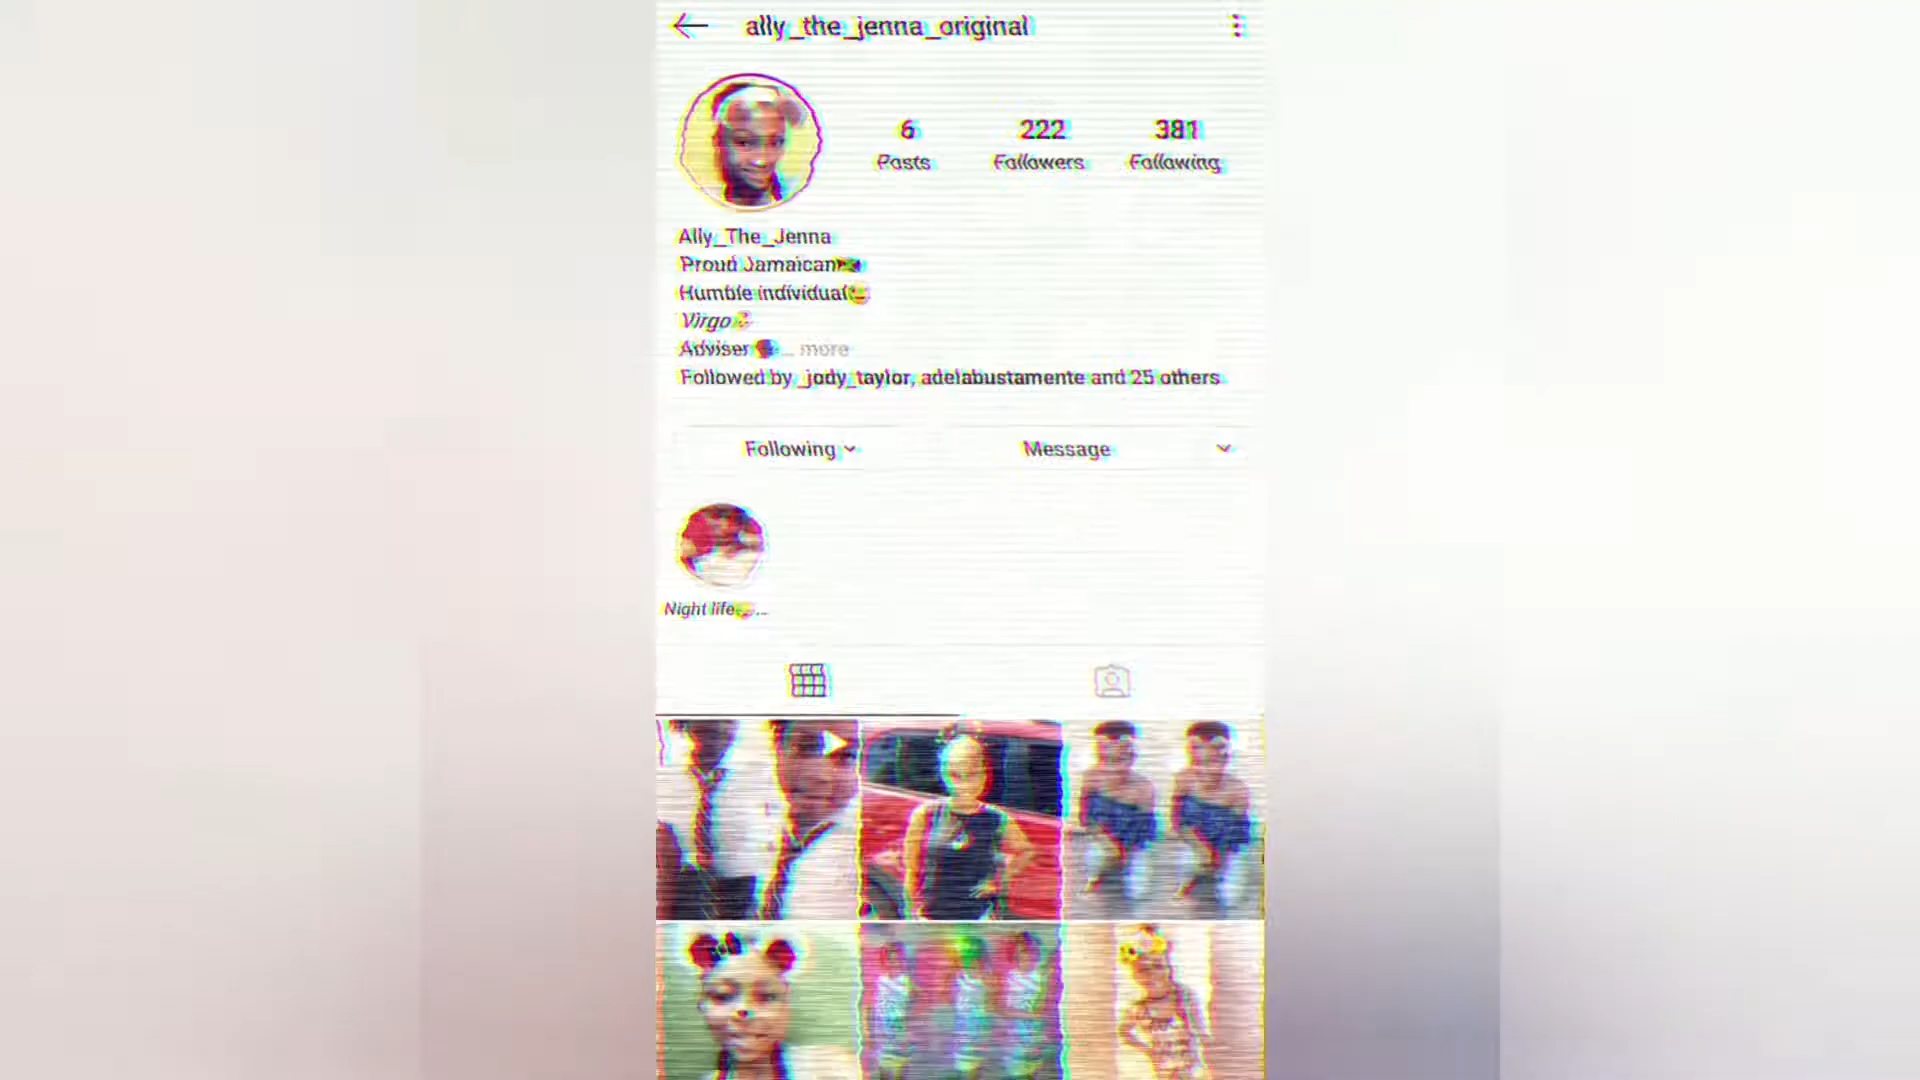 ally_the_jenna_original
6
222
381
Posts
Followers
Following
Ally_The_Jenna
Proud Jamaican
Humble individual
Virgo
Adviser ... more
Followed by _jody_taylor, adelabustamente and 25 others
Following
Message
Night life...